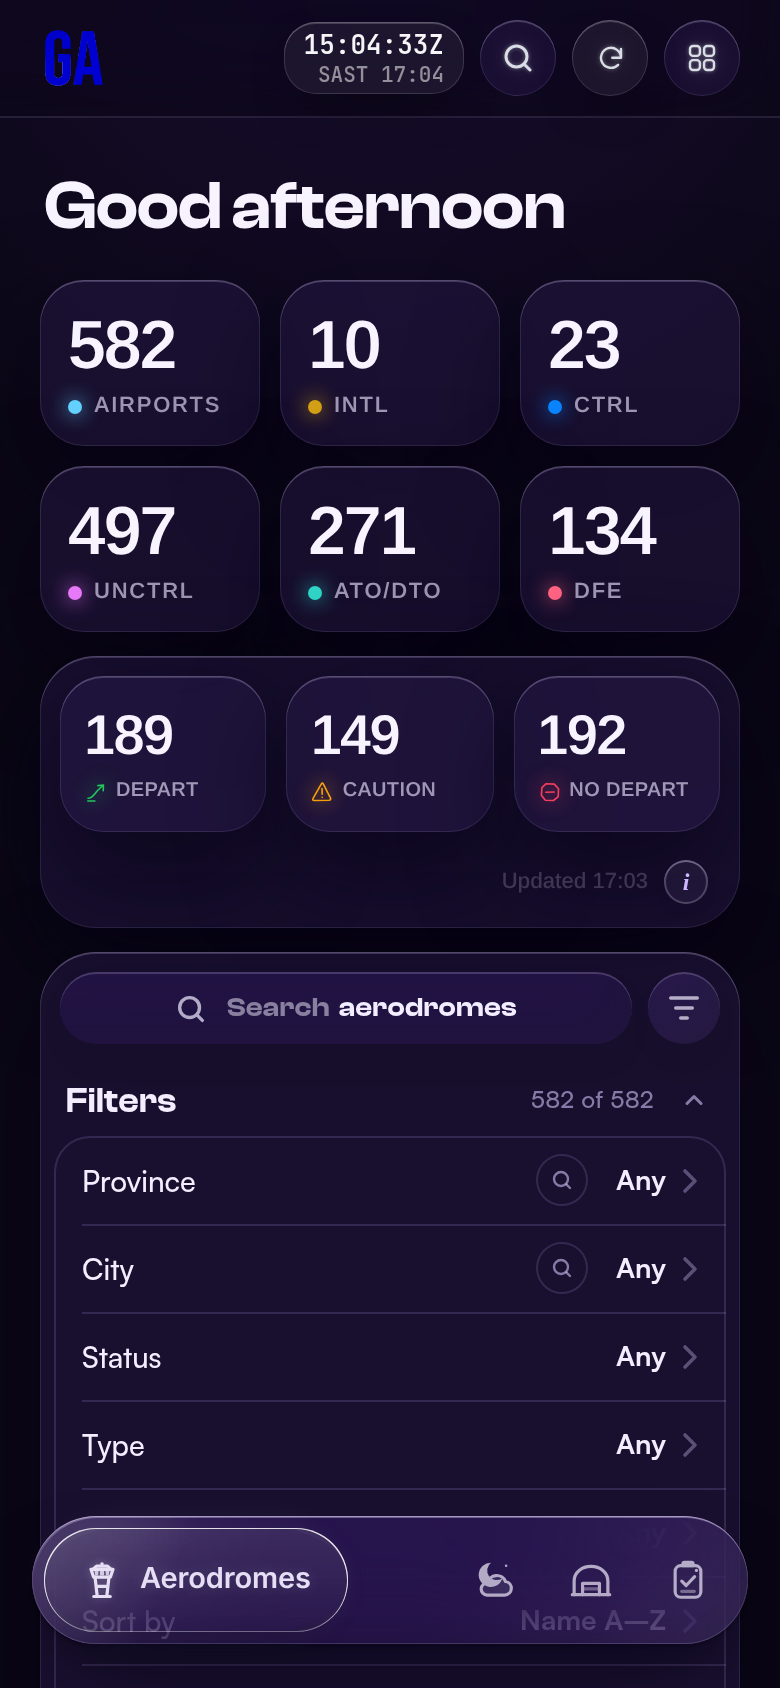 GA
15:04:33Z
SAST 17:04
Good afternoon
582
AIRPORTS
10
INTL
23
CTRL
497
UNCTRL
271
ATO/DTO
134
DFE
189
DEPART
149
CAUTION
192
NO DEPART
Updated 17:03
i
Search aerodromes
Filters
582 of 582
Province
Any
City
Any
Status
Any
Type
Any
Aerodromes
Sort by
Name A—Z